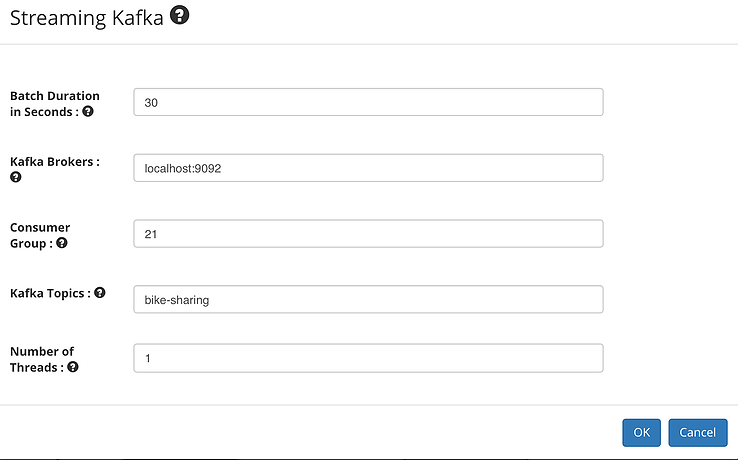 Streaming Kafka ?
Batch Duration
in Seconds : ?
30
Kafka Brokers :
?
localhost:9092
Consumer
Group : ?
21
Kafka Topics : ?
bike-sharing
Number of
Threads : ?
1
OK Cancel